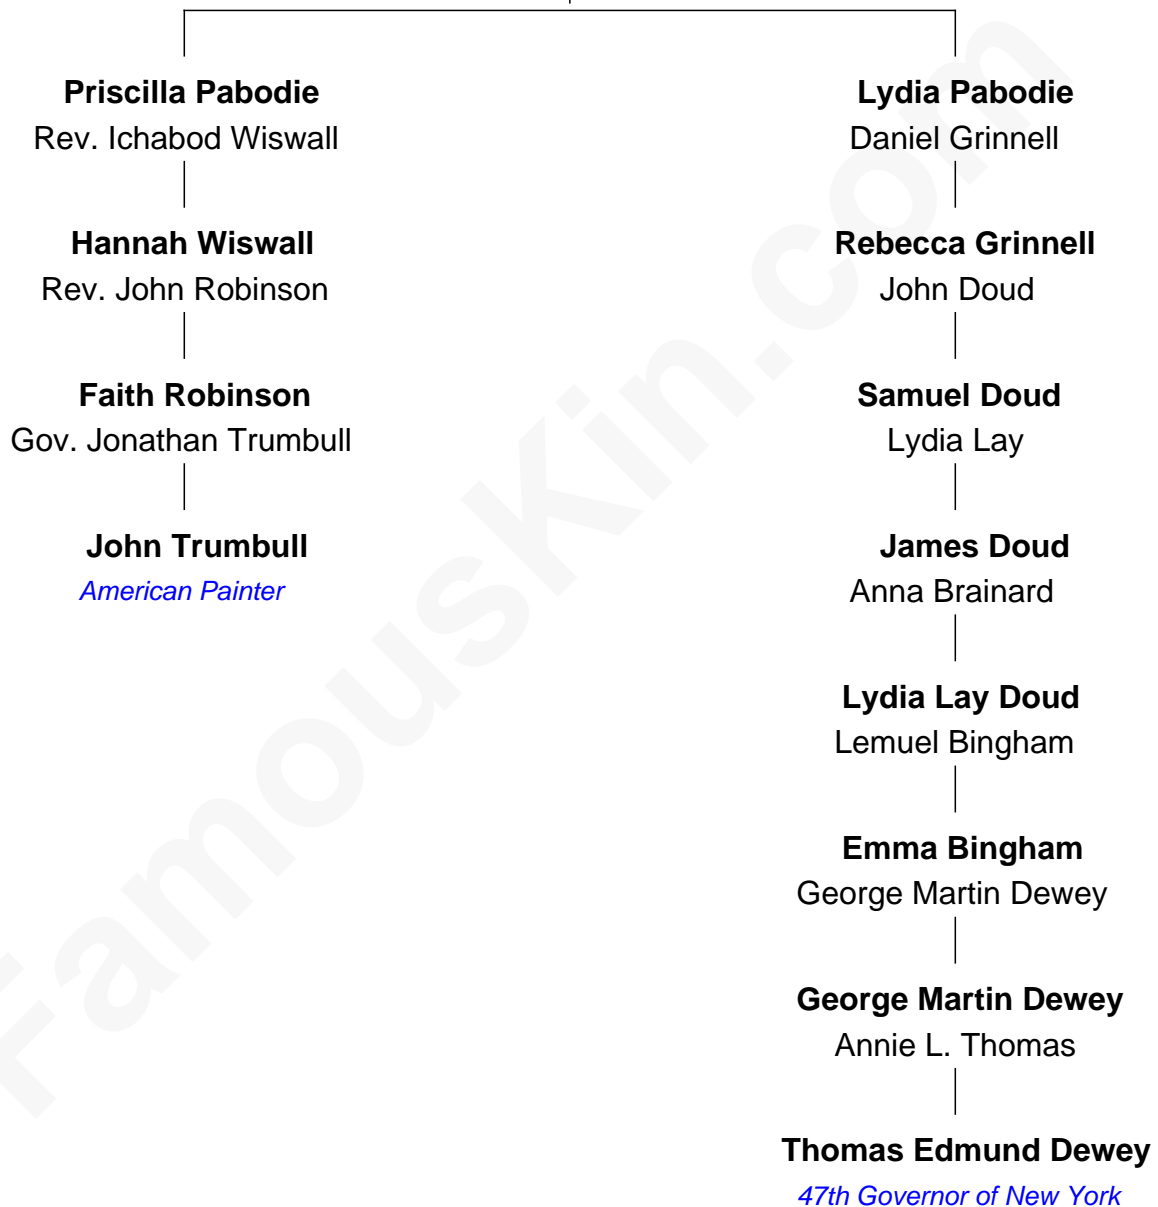 Priscilla Pabodie
Rev. Ichabod Wiswall
Hannah Wiswall
Rev. John Robinson
Faith Robinson
Gov. Jonathan Trumbull
John Trumbull
American Painter
Lydia Pabodie
Daniel Grinnell
Rebecca Grinnell
John Doud
Samuel Doud
Lydia Lay
James Doud
Anna Brainard
Lydia Lay Doud
Lemuel Bingham
Emma Bingham
George Martin Dewey
George Martin Dewey
Annie L. Thomas
Thomas Edmund Dewey
47th Governor of New York
FamousKin.com